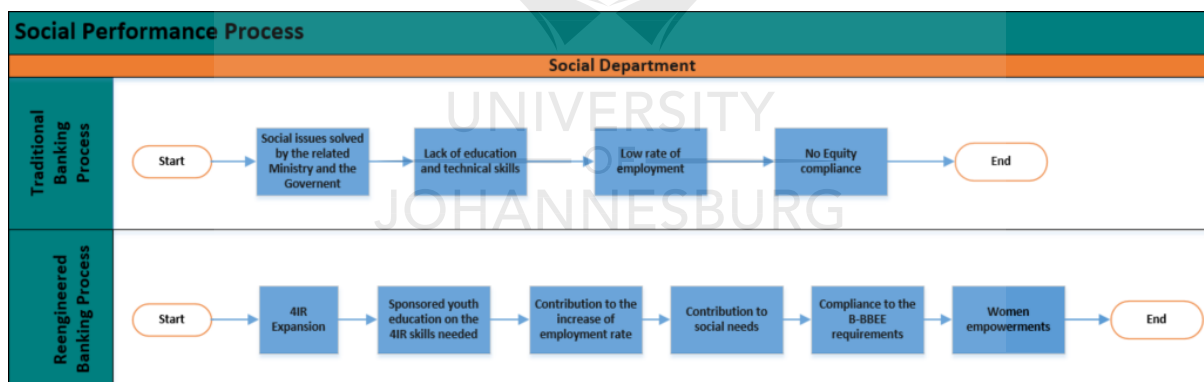 Social Performance Process
Social Department
Traditional
Banking
Process
Start
Social issues solved
by the related
Ministry and the
Governent
Lack of education
and technical skills
Low rate of
employment
No Equity
compliance
End
UNIVERSITY
OF
JOHANNESBURG
Reengineered
Banking Process
Start
4IR
Expansion
Sponsored youth
education on the
4IR skills needed
Contribution to the
increase of
employment rate
Contribution to
social needs
Compliance to the
B-BBEE
requirements
Women
empowerments
End